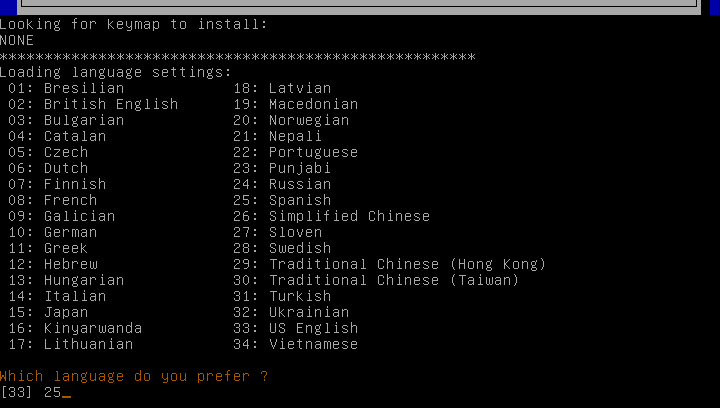 Looking for keymap to install:
NONE
*****************************************************
Loading language settings:
01: Bresilian 18: Latvian
02: British English 19: Macedonian
03: Bulgarian 20: Norwegian
04: Catalan 21: Nepali
05: Czech 22: Portuguese
06: Dutch 23: Punjabi
07: Finnish 24: Russian
08: French 25: Spanish
09: Galician 26: Simplified Chinese
10: German 27: Sloven
11: Greek 28: Swedish
12: Hebrew 29: Traditional Chinese (Hong Kong)
13: Hungarian 30: Traditional Chinese (Taiwan)
14: Italian 31: Turkish
15: Japan 32: Ukrainian
16: Kinyarwanda 33: US English
17: Lithuanian 34: Vietnamese
Which language do you prefer ?
[33] 25_